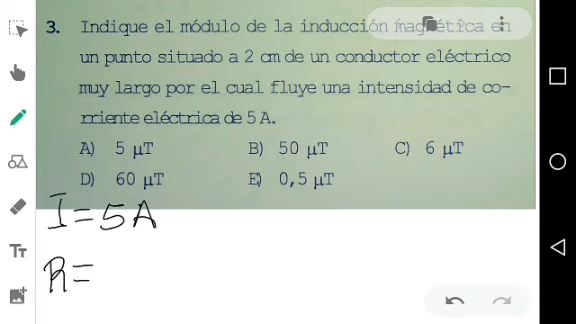 3. Indique el módulo de la inducción magnética en
un punto situado a 2 cm de un conductor eléctrico
muy largo por el cual fluye una intensidad de co-
rriente eléctrica de 5 A.
A) 5 μT B) 50 μT C) 6 μT
D) 60 μT E) 0,5 μT
I = 5 A
R =
Tт